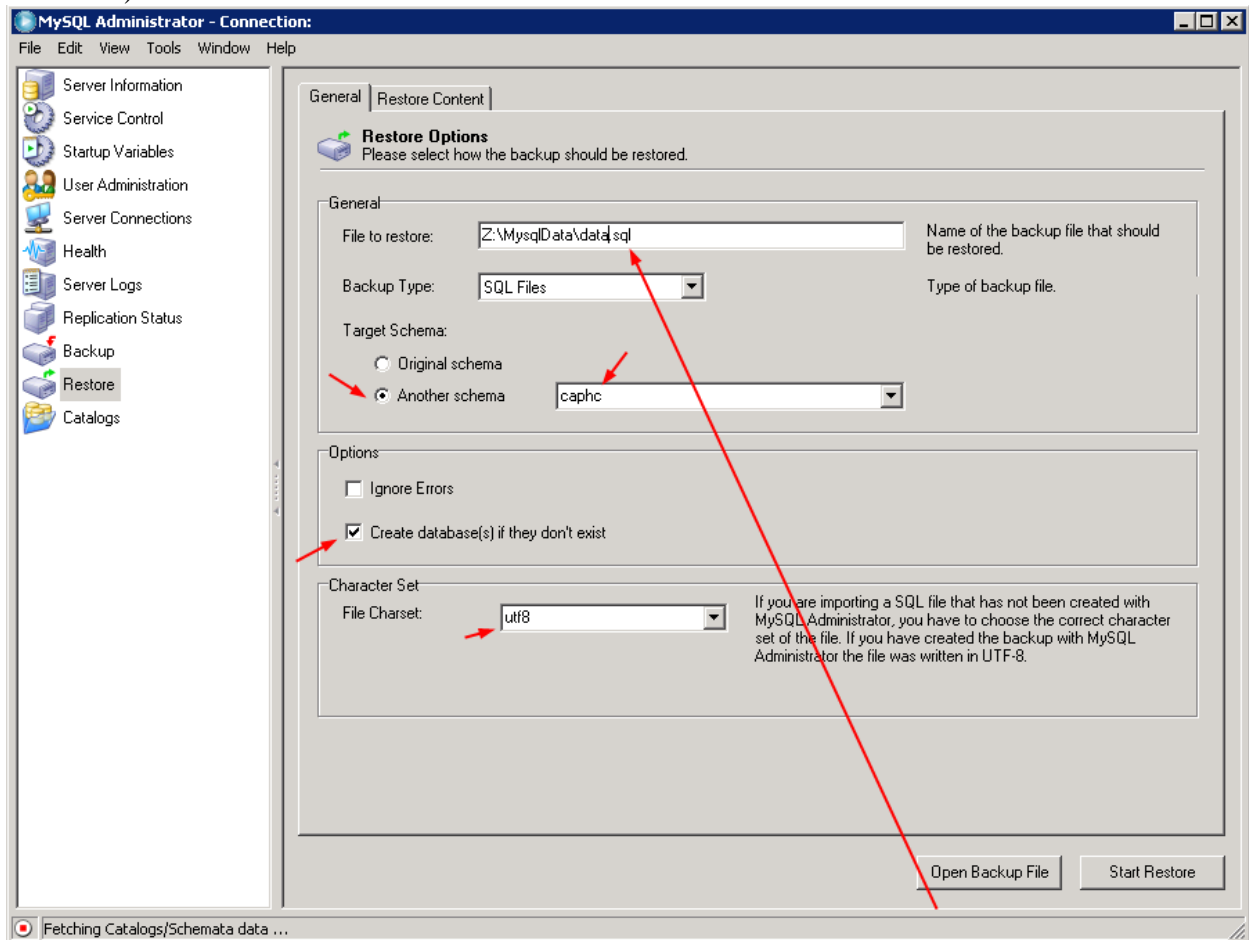 MySQL Administrator - Connection:
File Edit View Tools Window Help
Server Information
Service Control
Startup Variables
User Administration
Server Connections
Health
Server Logs
Replication Status
Backup
Restore
Catalogs
General Restore Content
Restore Options
Please select how the backup should be restored.
General
File to restore: Z:\MysqlData\data.sql Name of the backup file that should
be restored.
Backup Type: SQL Files Type of backup file.
Target Schema:
Original schema
Another schema caphc
Options
Ignore Errors
Create database(s) if they don't exist
Character Set
File Charset: utf8 If you are importing a SQL file that has not been created with
MySQL Administrator, you have to choose the correct character
set of the file. If you have created the backup with MySQL
Administrator the file was written in UTF-8.
Open Backup File Start Restore
Fetching Catalogs/Schemata data ...